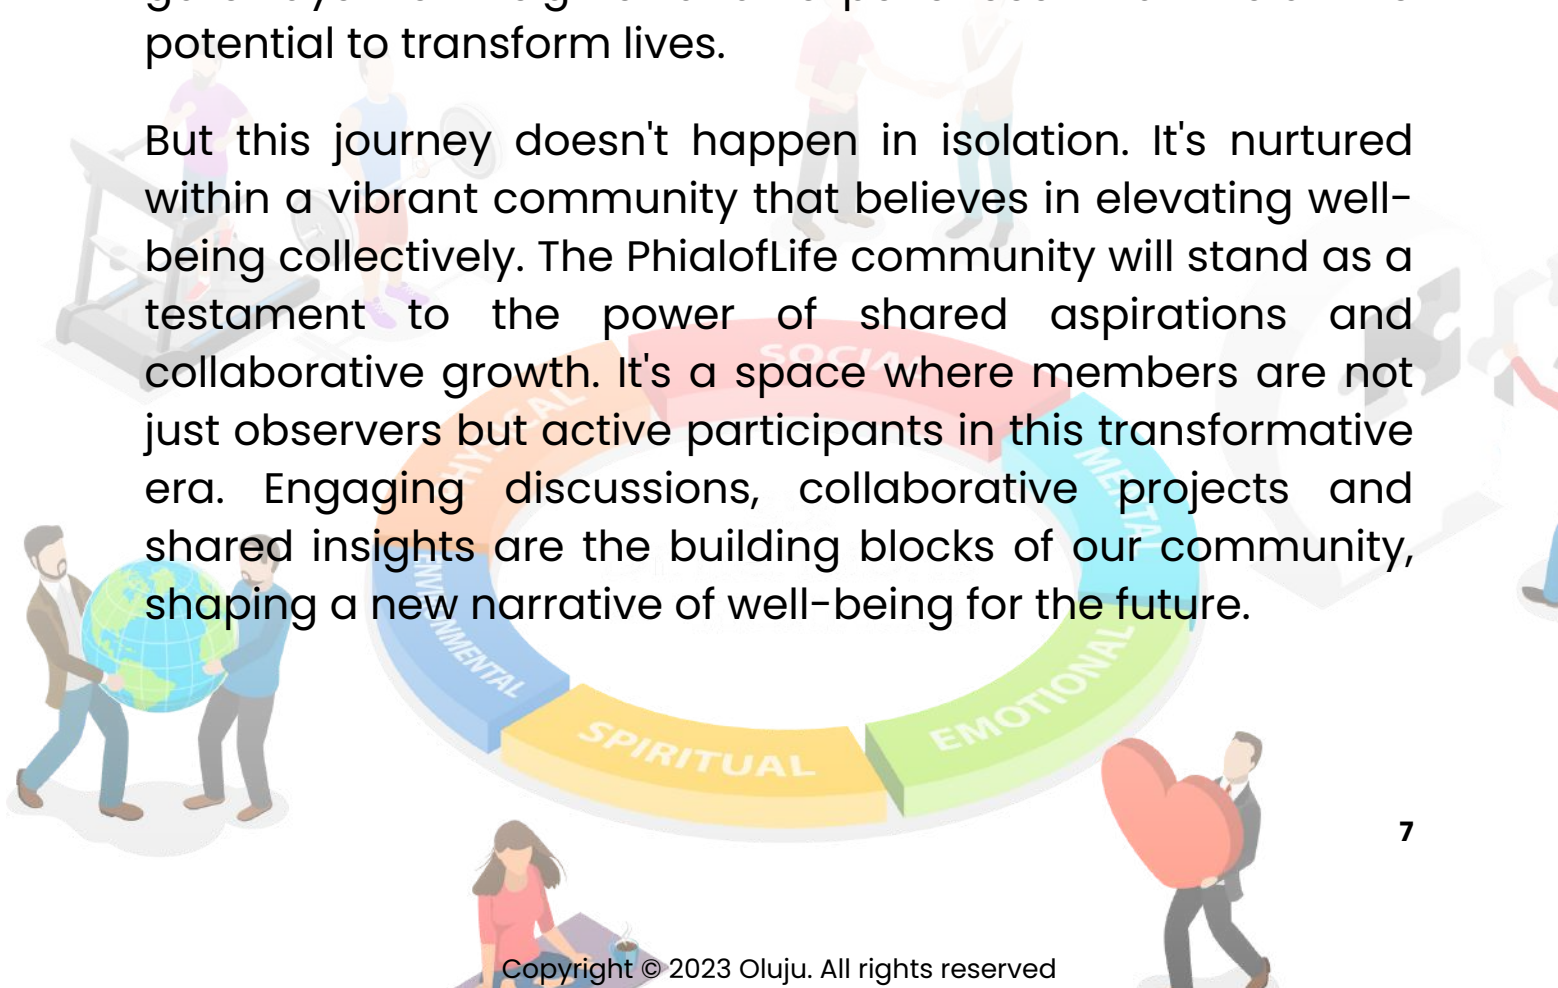 potential to transform lives.
But this journey doesn't happen in isolation. It's nurtured
within a vibrant community that believes in elevating well-
being collectively. The PhialofLife community will stand as a
testament to the power of shared aspirations and
collaborative growth. It's a space where members are not
just observers but active participants in this transformative
era. Engaging discussions, collaborative projects and
shared insights are the building blocks of our community,
shaping a new narrative of well-being for the future.
SOCIAL
PHYSICAL
MENTAL
ENVIRONMENTAL
EMOTIONAL
SPIRITUAL
7
Copyright © 2023 Oluju. All rights reserved